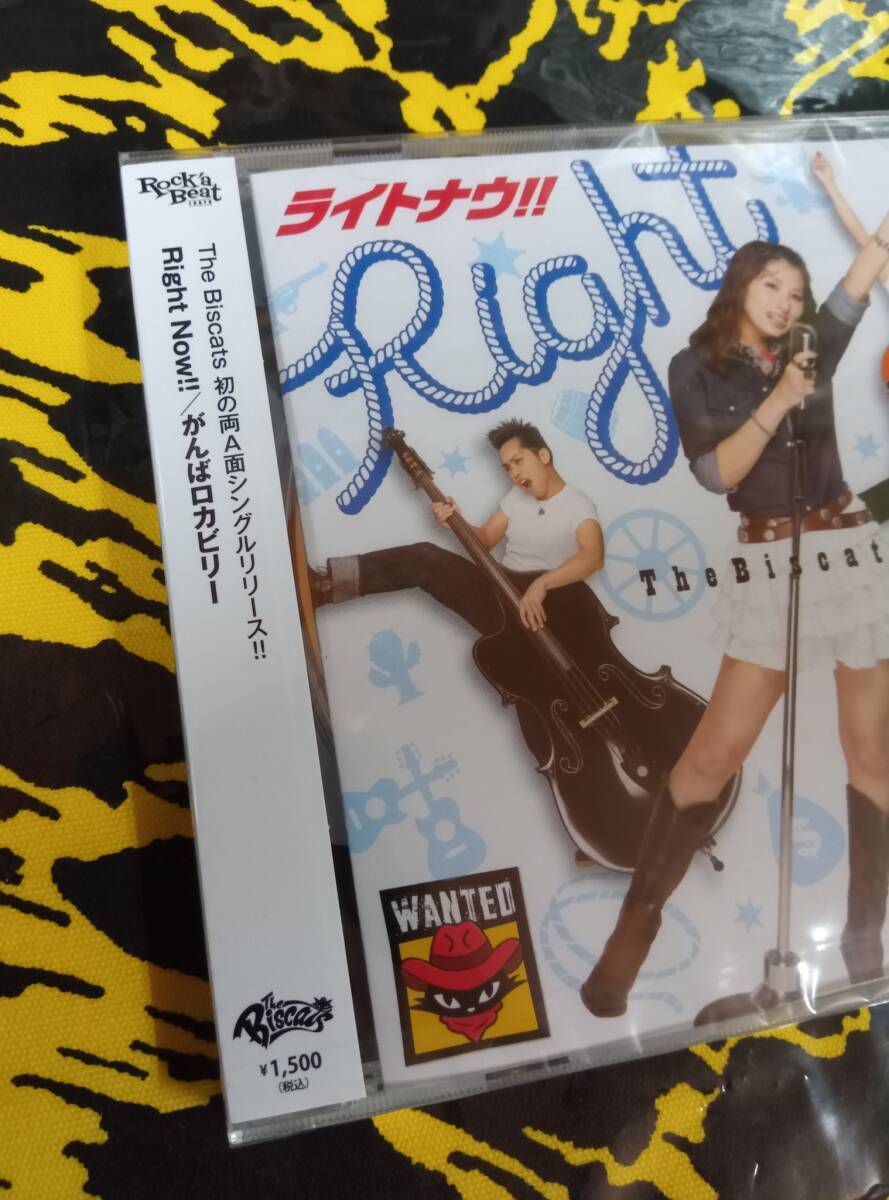 Rock'a
Beat
The Biscats 初の両A面シングルリリース!!
Right Now!!/がんばロカビリー
The
Biscats
¥1,500
(税込)
ライトナウ!!
Right
TheBiscat
WANTED